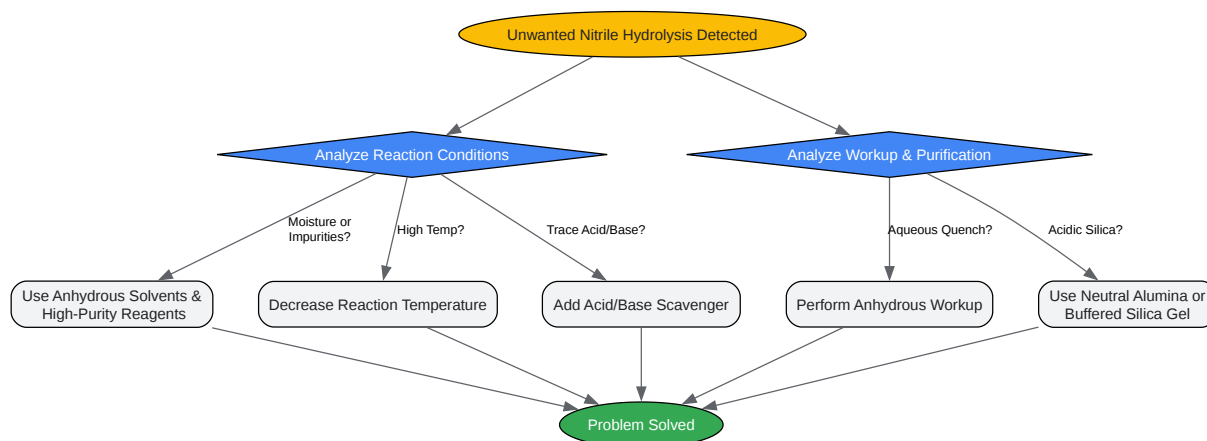 Unwanted Nitrile Hydrolysis Detected
Analyze Reaction Conditions
Analyze Workup & Purification
Moisture or
Impurities?
High Temp?
Trace Acid/Base?
Aqueous Quench?
Acidic Silica?
Use Anhydrous Solvents &
High-Purity Reagents
Decrease Reaction Temperature
Add Acid/Base Scavenger
Perform Anhydrous Workup
Use Neutral Alumina or
Buffered Silica Gel
Problem Solved